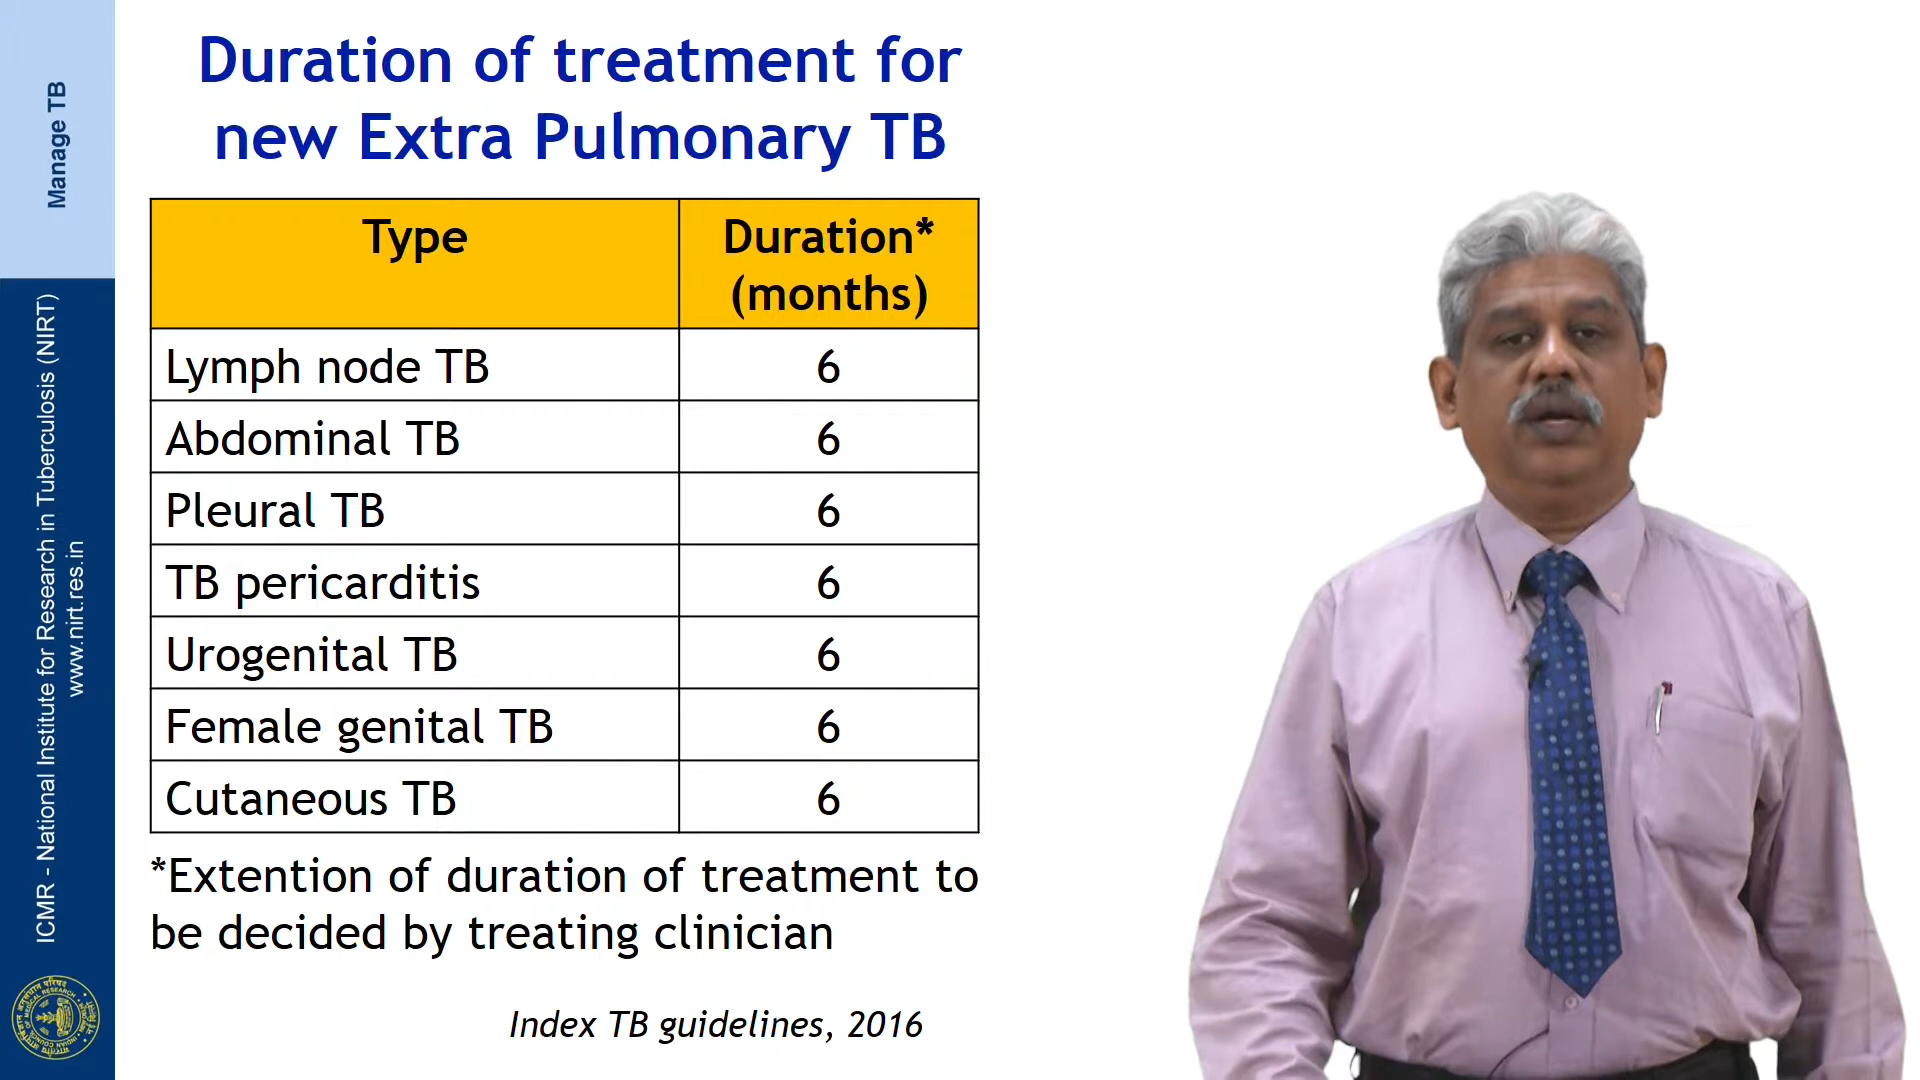 Manage TB
ICMR - National Institute for Research in Tuberculosis (NIRT)
www.nirt.res.in
Duration of treatment for
new Extra Pulmonary TB
Type
Duration*
(months)
Lymph node TB 6
Abdominal TB 6
Pleural TB 6
TB pericarditis 6
Urogenital TB 6
Female genital TB 6
Cutaneous TB 6
*Extention of duration of treatment to
be decided by treating clinician
Index TB guidelines, 2016